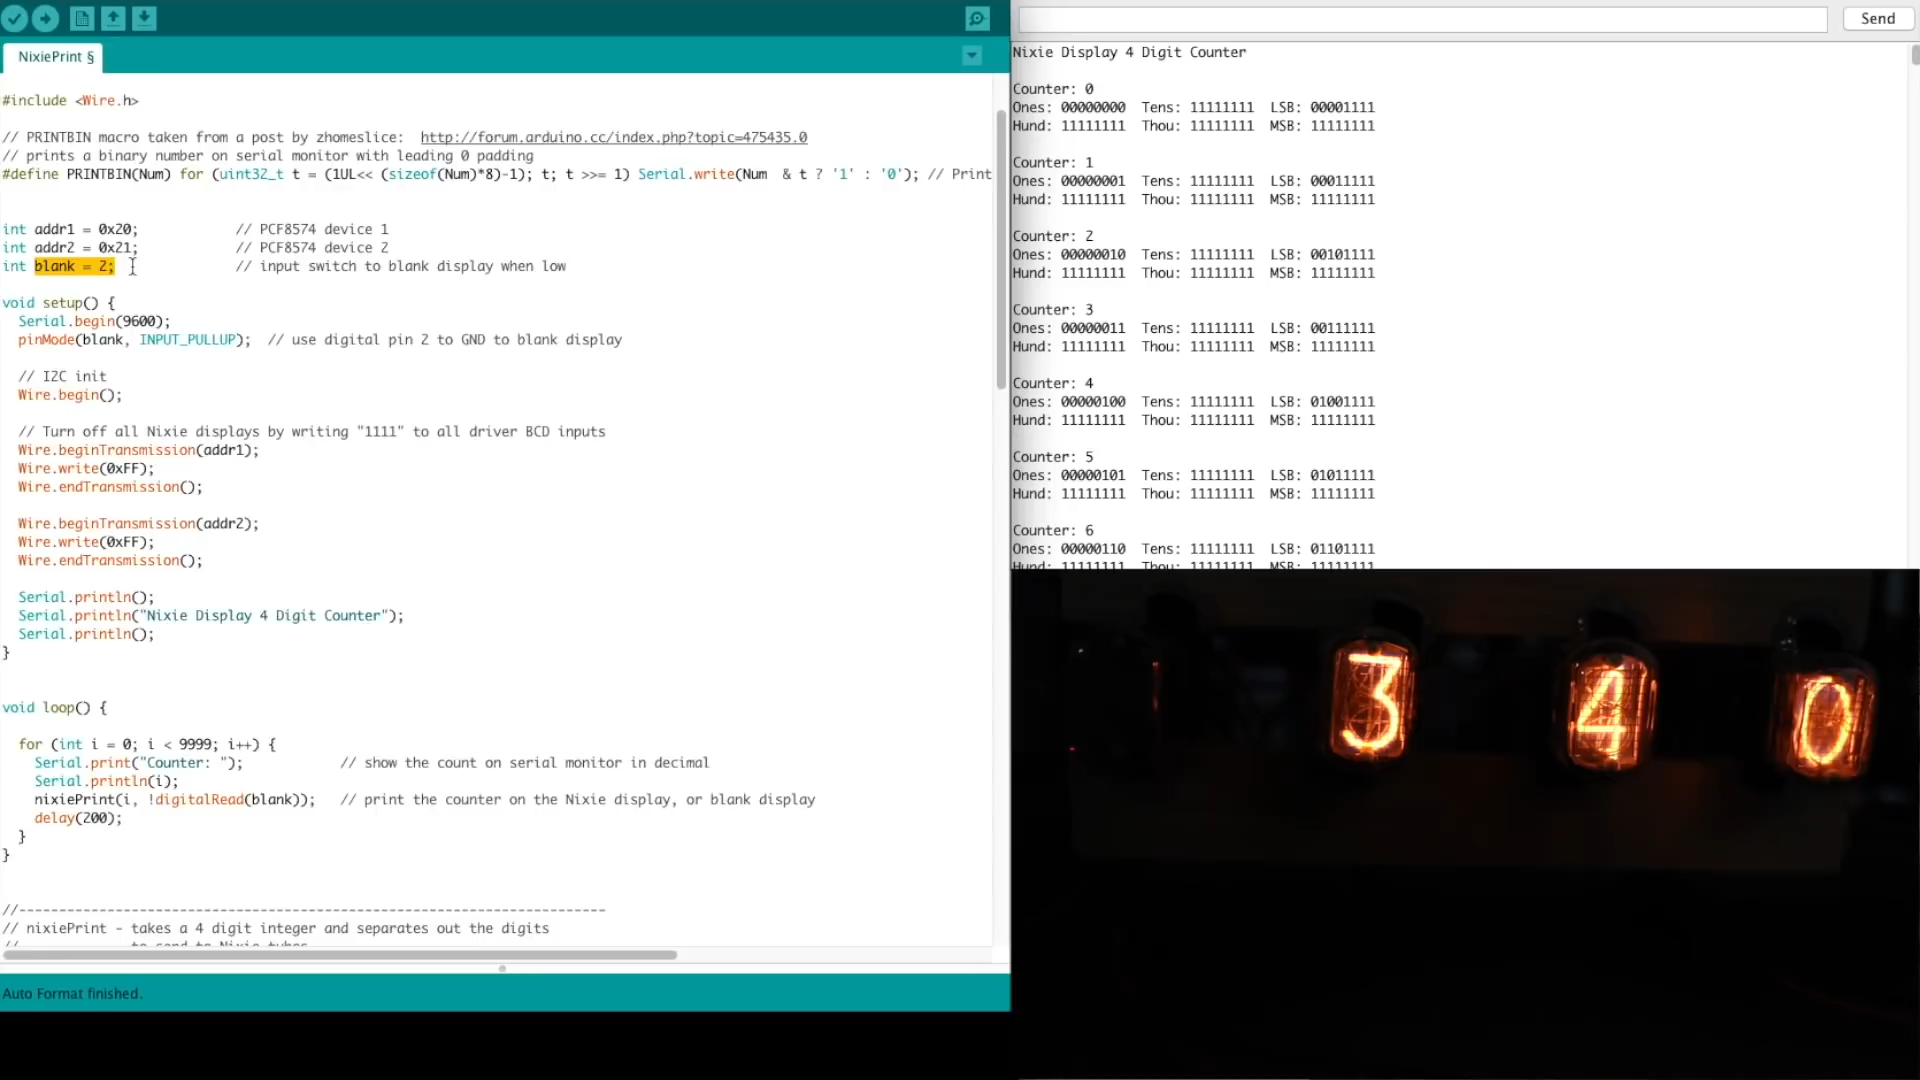 NixiePrint §
#include <Wire.h>
// PRINTBIN macro taken from a post by zhomeslice:  http://forum.arduino.cc/index.php?topic=475435.0
// prints a binary number on serial monitor with leading 0 padding
#define PRINTBIN(Num) for (uint32_t t = (1UL<< (sizeof(Num)*8)-1); t; t >>= 1) Serial.write(Num  & t ? '1' : '0'); // Print
int addr1 = 0x20;            // PCF8574 device 1
int addr2 = 0x21;            // PCF8574 device 2
int blank = 2;               // input switch to blank display when low
void setup() {
  Serial.begin(9600);
  pinMode(blank, INPUT_PULLUP);  // use digital pin 2 to GND to blank display
  // I2C init
  Wire.begin();
  // Turn off all Nixie displays by writing "1111" to all driver BCD inputs
  Wire.beginTransmission(addr1);
  Wire.write(0xFF);
  Wire.endTransmission();
  Wire.beginTransmission(addr2);
  Wire.write(0xFF);
  Wire.endTransmission();
  Serial.println();
  Serial.println("Nixie Display 4 Digit Counter");
  Serial.println();
}
void loop() {
  for (int i = 0; i < 9999; i++) {
    Serial.print("Counter: ");            // show the count on serial monitor in decimal
    Serial.println(i);
    nixiePrint(i, !digitalRead(blank));   // print the counter on the Nixie display, or blank display
    delay(200);
  }
}
//-------------------------------------------------------------------------
// nixiePrint - takes a 4 digit integer and separates out the digits
//              to send to Nixie tubes
Auto Format finished.
Send
Nixie Display 4 Digit Counter
Counter: 0
Ones: 00000000  Tens: 11111111  LSB: 00001111
Hund: 11111111  Thou: 11111111  MSB: 11111111
Counter: 1
Ones: 00000001  Tens: 11111111  LSB: 00011111
Hund: 11111111  Thou: 11111111  MSB: 11111111
Counter: 2
Ones: 00000010  Tens: 11111111  LSB: 00101111
Hund: 11111111  Thou: 11111111  MSB: 11111111
Counter: 3
Ones: 00000011  Tens: 11111111  LSB: 00111111
Hund: 11111111  Thou: 11111111  MSB: 11111111
Counter: 4
Ones: 00000100  Tens: 11111111  LSB: 01001111
Hund: 11111111  Thou: 11111111  MSB: 11111111
Counter: 5
Ones: 00000101  Tens: 11111111  LSB: 01011111
Hund: 11111111  Thou: 11111111  MSB: 11111111
Counter: 6
Ones: 00000110  Tens: 11111111  LSB: 01101111
Hund: 11111111  Thou: 11111111  MSB: 11111111
3 4 0